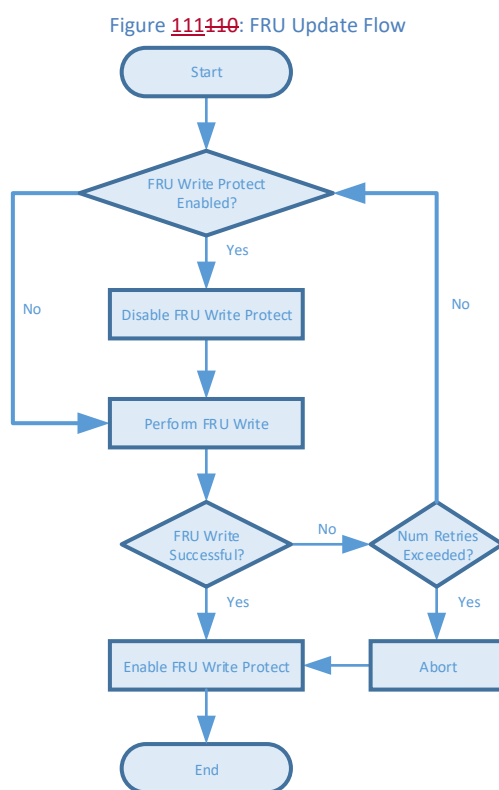 Figure 111110: FRU Update Flow
Start
FRU Write Protect
Enabled?
Yes
No
No
Disable FRU Write Protect
Perform FRU Write
FRU Write
Successful?
No
Num Retries
Exceeded?
Yes
Yes
Enable FRU Write Protect
Abort
End